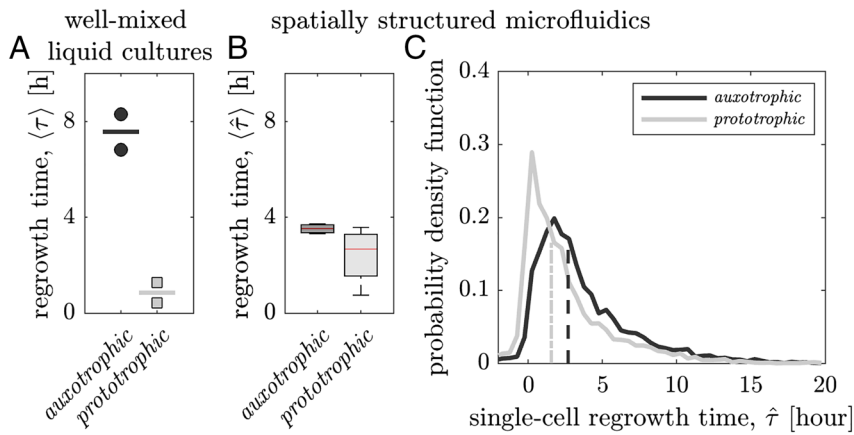 well-mixed
liquid cultures
spatially structured microfluidics
A
B
C
regrowth time, ⟨τ⟩ [h]
8
4
0
auxotrophic
prototrophic
regrowth time, ⟨τ̂⟩ [h]
8
4
0
auxotrophic
prototrophic
probability density function
0.4
0.3
0.2
0.1
0
auxotrophic
prototrophic
0 5 10 15 20
single-cell regrowth time, τ̂ [hour]